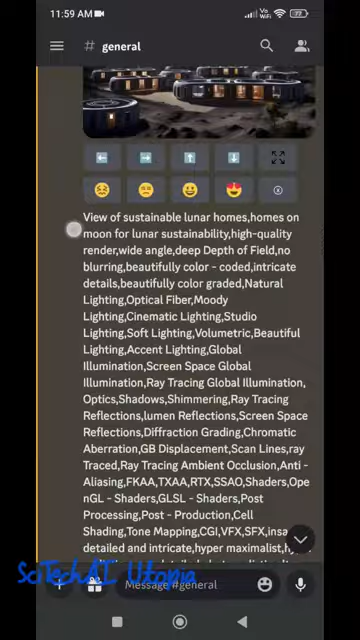 11:59 AM
Vo
WiFi
77
# general
View of sustainable lunar homes,homes on
moon for lunar sustainability,high-quality
render,wide angle,deep Depth of Field,no
blurring,beautifully color - coded,intricate
details,beautifully color graded,Natural
Lighting,Optical Fiber,Moody
Lighting,Cinematic Lighting,Studio
Lighting,Soft Lighting,Volumetric,Beautiful
Lighting,Accent Lighting,Global
Illumination,Screen Space Global
Illumination,Ray Tracing Global Illumination,
Optics,Shadows,Shimmering,Ray Tracing
Reflections,lumen Reflections,Screen Space
Reflections,Diffraction Grading,Chromatic
Aberration,GB Displacement,Scan Lines,ray
Traced,Ray Tracing Ambient Occlusion,Anti -
Aliasing,FKAA,TXAA,RTX,SSAO,Shaders,Ope
nGL - Shaders,GLSL - Shaders,Post
Processing,Post - Production,Cell
Shading,Tone Mapping,CGI,VFX,SFX,insa
detailed and intricate,hyper maximalist,hy
SciTechAI Utopia
Message #general